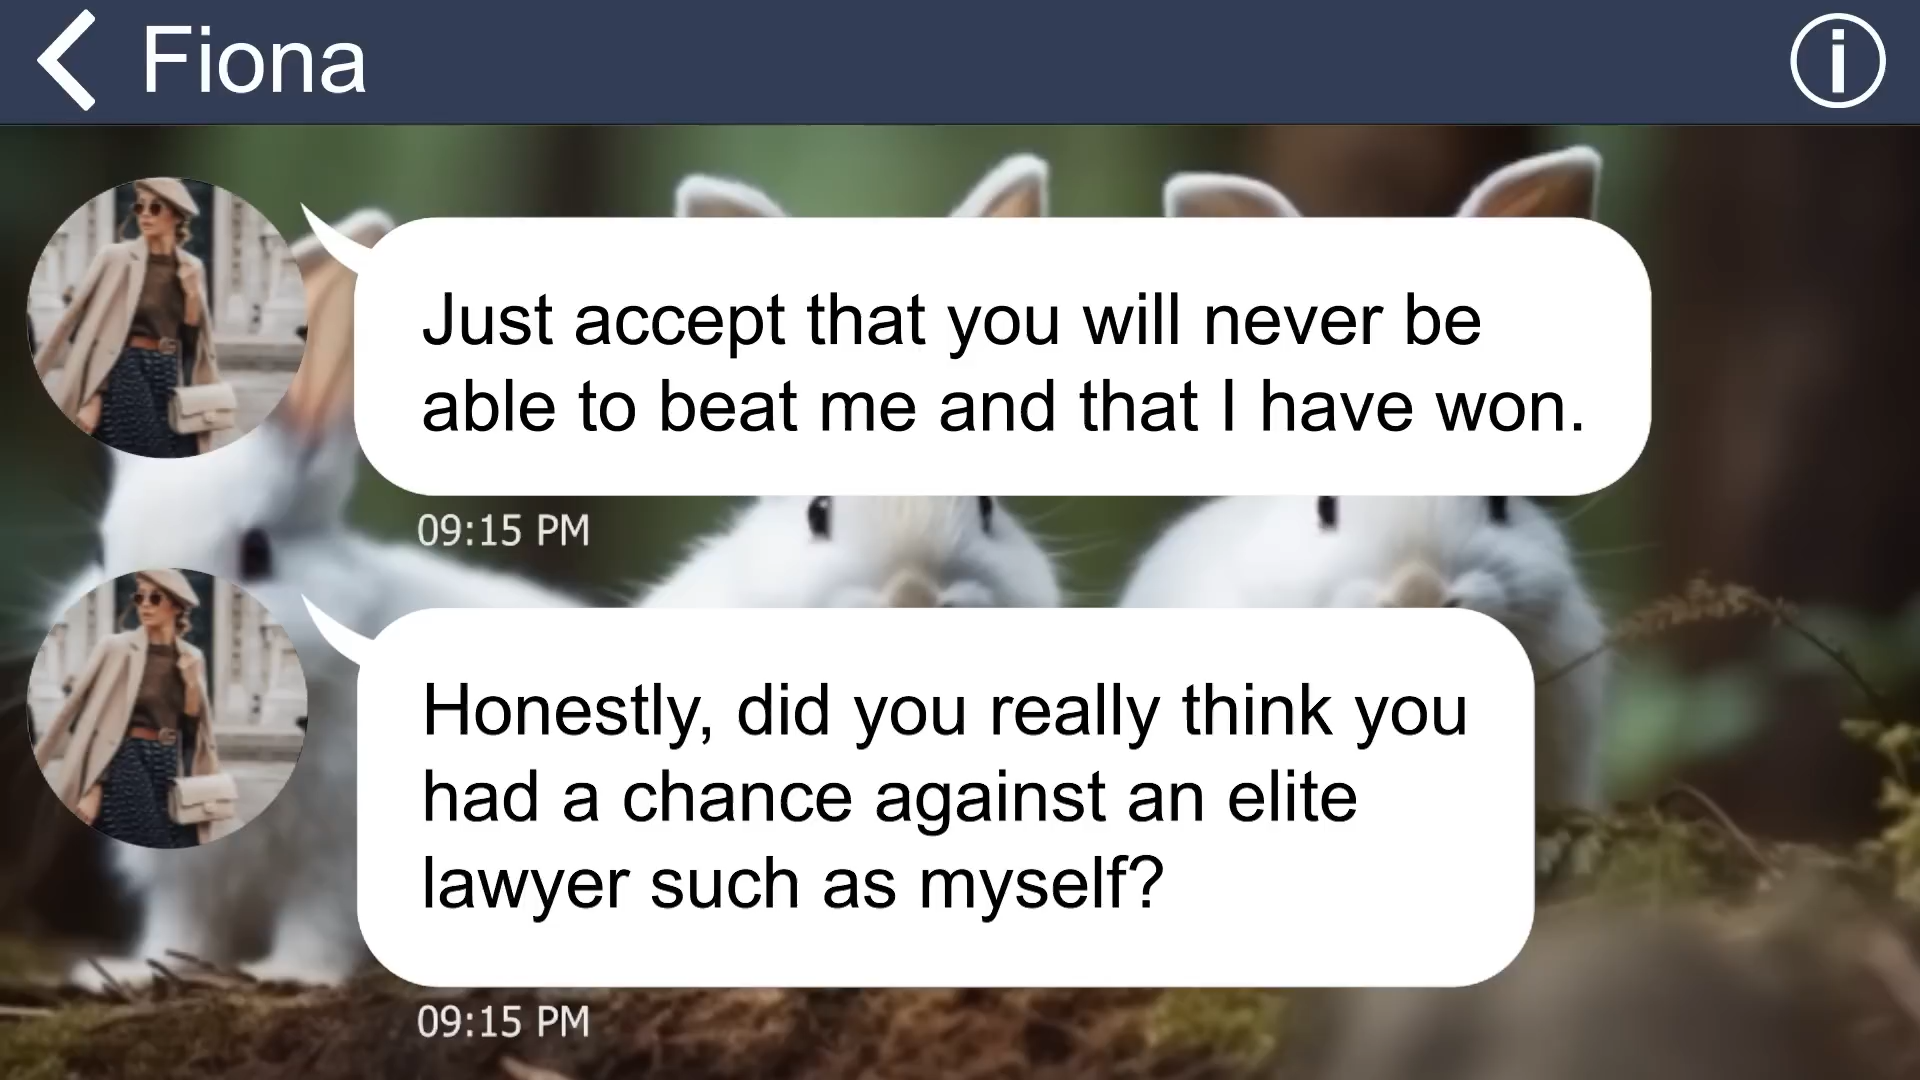 Fiona
Just accept that you will never be
able to beat me and that I have won.
09:15 PM
Honestly, did you really think you
had a chance against an elite
lawyer such as myself?
09:15 PM